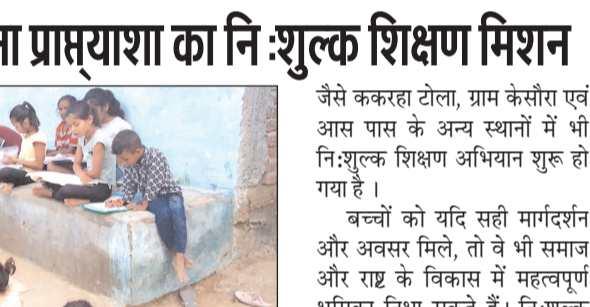 प्राप्त्याशा का नि :शुल्क शिक्षण मिशन
जैसे ककरहा टोला, ग्राम केसौरा एवं
आस पास के अन्य स्थानों में भी
नि:शुल्क शिक्षण अभियान शुरू हो
गया है ।
बच्चों को यदि सही मार्गदर्शन
और अवसर मिले, तो वे भी समाज
और राष्ट्र के विकास में महत्वपूर्ण